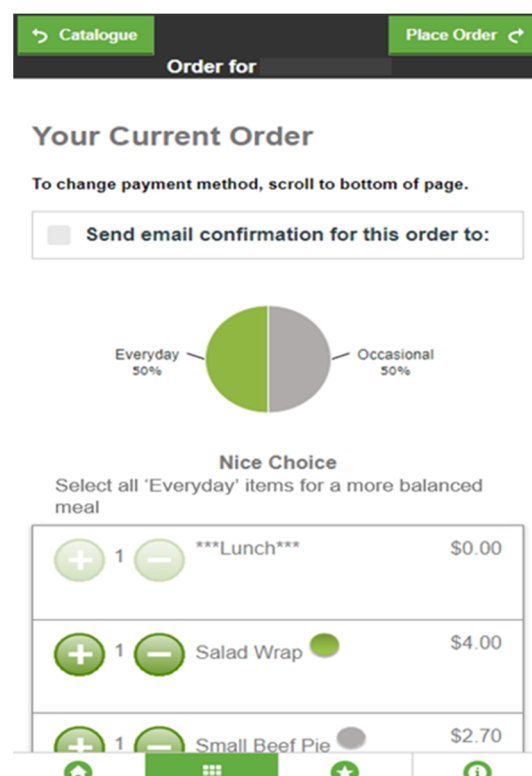 Catalogue
Place Order
Order for
Your Current Order
To change payment method, scroll to bottom of page.
Send email confirmation for this order to:
Everyday
50%
Occasional
50%
Nice Choice
Select all 'Everyday' items for a more balanced
meal
1 ***Lunch*** $0.00
1 Salad Wrap $4.00
1 Small Beef Pie $2.70